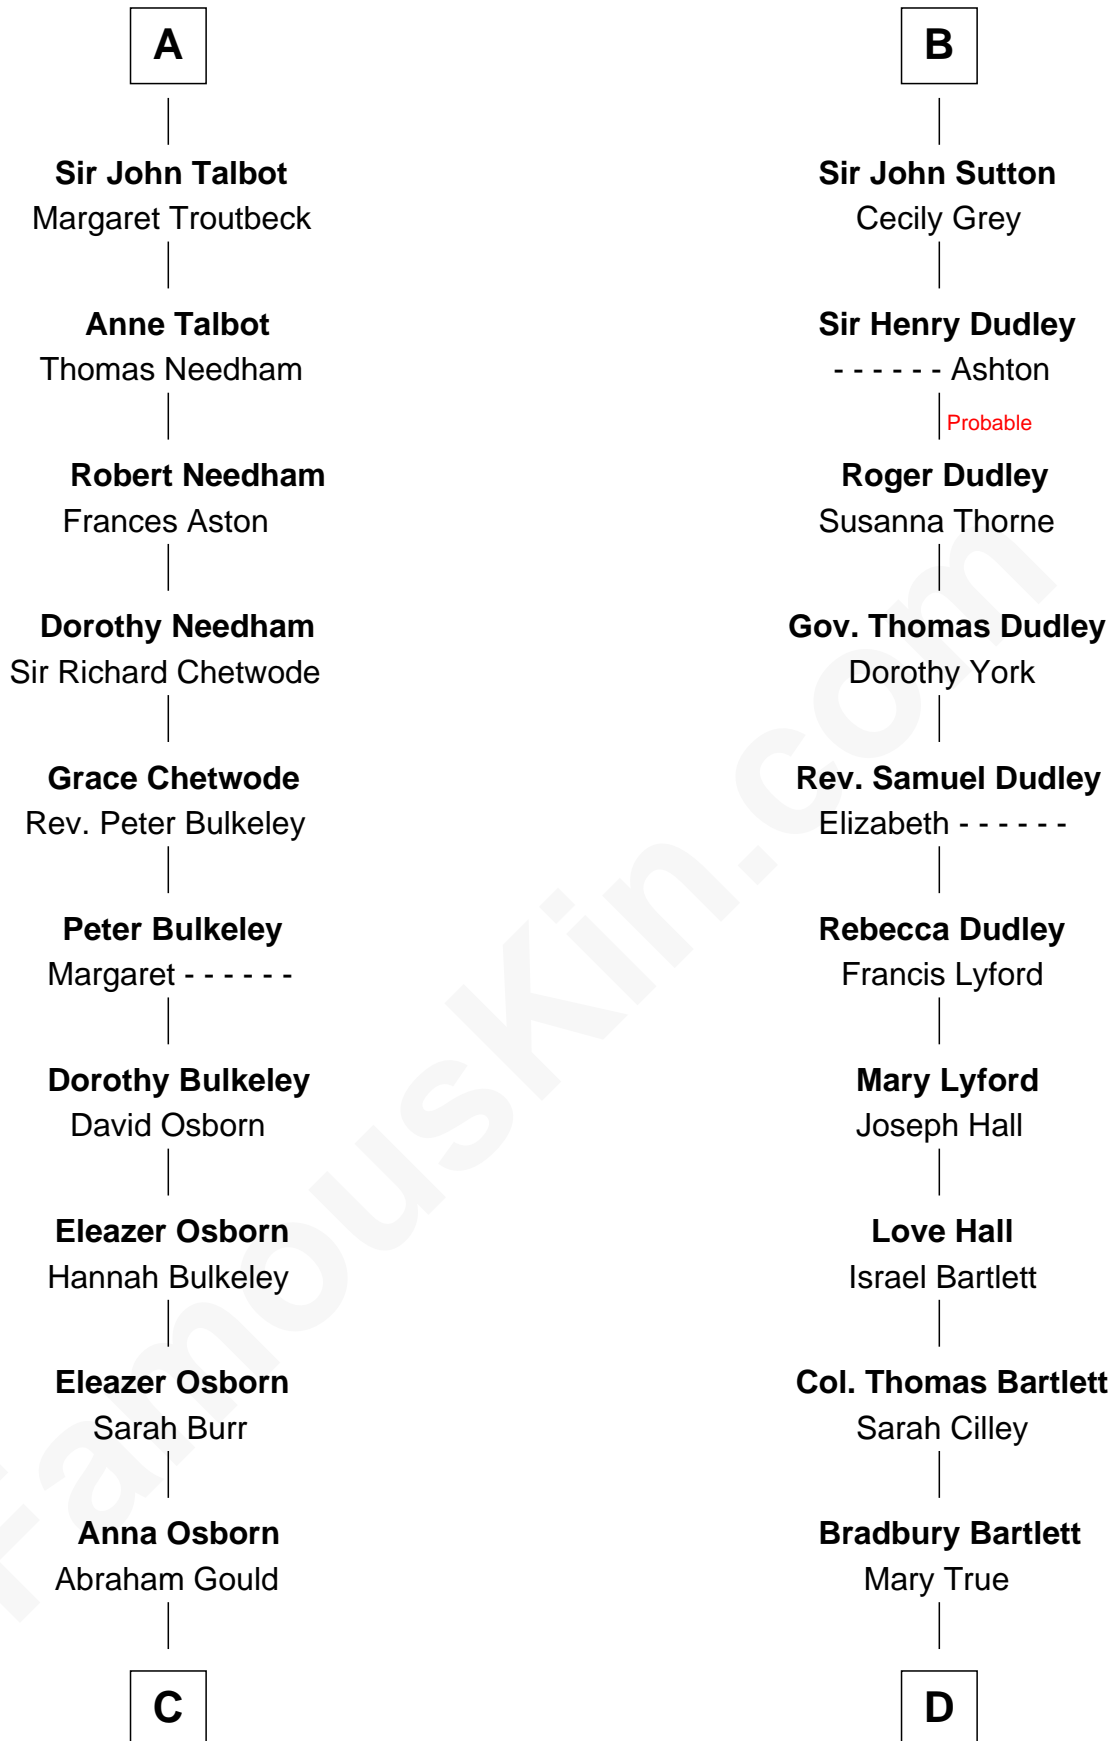 A
Sir John Talbot
Margaret Troutbeck
Anne Talbot
Thomas Needham
Robert Needham
Frances Aston
Dorothy Needham
Sir Richard Chetwode
Grace Chetwode
Rev. Peter Bulkeley
Peter Bulkeley
Margaret - - - - - -
Dorothy Bulkeley
David Osborn
Eleazer Osborn
Hannah Bulkeley
Eleazer Osborn
Sarah Burr
Anna Osborn
Abraham Gould
C
B
Sir John Sutton
Cecily Grey
Sir Henry Dudley
- - - - - - Ashton
Probable
Roger Dudley
Susanna Thorne
Gov. Thomas Dudley
Dorothy York
Rev. Samuel Dudley
Elizabeth - - - - - -
Rebecca Dudley
Francis Lyford
Mary Lyford
Joseph Hall
Love Hall
Israel Bartlett
Col. Thomas Bartlett
Sarah Cilley
Bradbury Bartlett
Mary True
D
FamousKin.com